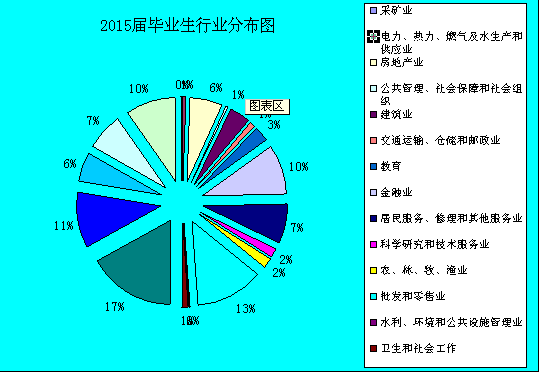 2015届毕业生行业分布图
10%
0%
6%
1%
图表区
3%
7%
6%
10%
11%
7%
2%
2%
17%
13%
采矿业
电力、热力、燃气及水生产和
供应业
房地产业
公共管理、社会保障和社会组
织
建筑业
交通运输、仓储和邮政业
教育
金融业
居民服务、修理和其他服务业
科学研究和技术服务业
农、林、牧、渔业
批发和零售业
水利、环境和公共设施管理业
卫生和社会工作